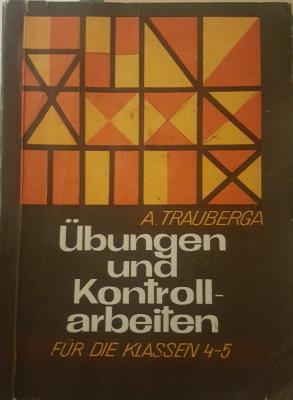 A. TRAUBERGA
Übungen
und
Kontroll-
arbeiten
FÜR DIE KLASSEN 4-5